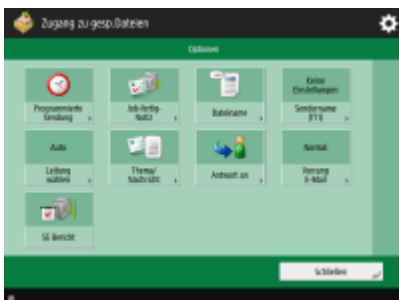 Zugang zu gesp.Dateien
Optionen
Programmierte
Sendung
Job-Fertig-
Notiz
Dateiname
Keine
Einstellungen
Sendername
(TTI)
Auto
Leitung
wählen
Thema/
Nachricht
Antwort an
Normal
Vorrang
E-Mail
SE Bericht
Schließen